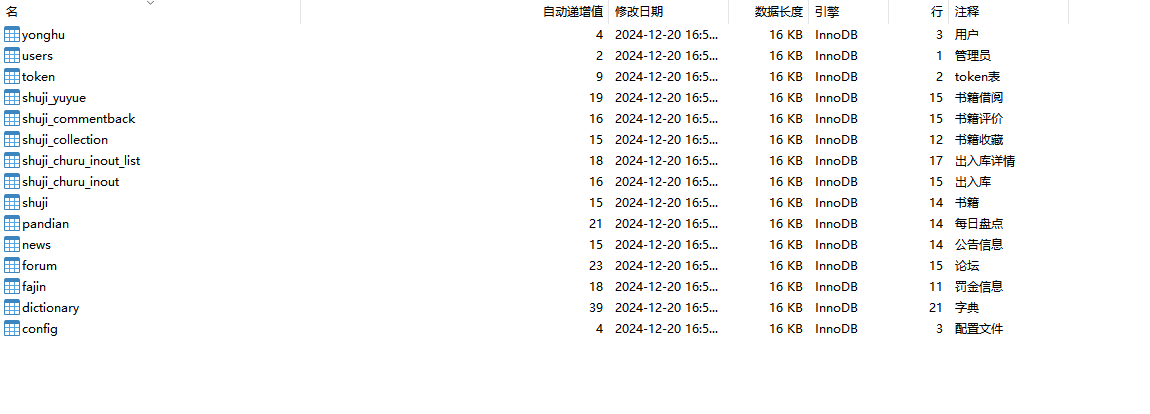 名 自动递增值 修改日期 数据长度 引擎 行 注释
yonghu 4 2024-12-20 16:5... 16 KB InnoDB 3 用户
users 2 2024-12-20 16:5... 16 KB InnoDB 1 管理员
token 9 2024-12-20 16:5... 16 KB InnoDB 2 token表
shuji_yuyue 19 2024-12-20 16:5... 16 KB InnoDB 15 书籍借阅
shuji_commentback 16 2024-12-20 16:5... 16 KB InnoDB 15 书籍评价
shuji_collection 15 2024-12-20 16:5... 16 KB InnoDB 12 书籍收藏
shuji_churu_inout_list 18 2024-12-20 16:5... 16 KB InnoDB 17 出入库详情
shuji_churu_inout 16 2024-12-20 16:5... 16 KB InnoDB 15 出入库
shuji 15 2024-12-20 16:5... 16 KB InnoDB 14 书籍
pandian 21 2024-12-20 16:5... 16 KB InnoDB 14 每日盘点
news 15 2024-12-20 16:5... 16 KB InnoDB 14 公告信息
forum 23 2024-12-20 16:5... 16 KB InnoDB 15 论坛
fajin 18 2024-12-20 16:5... 16 KB InnoDB 11 罚金信息
dictionary 39 2024-12-20 16:5... 16 KB InnoDB 21 字典
config 4 2024-12-20 16:5... 16 KB InnoDB 3 配置文件